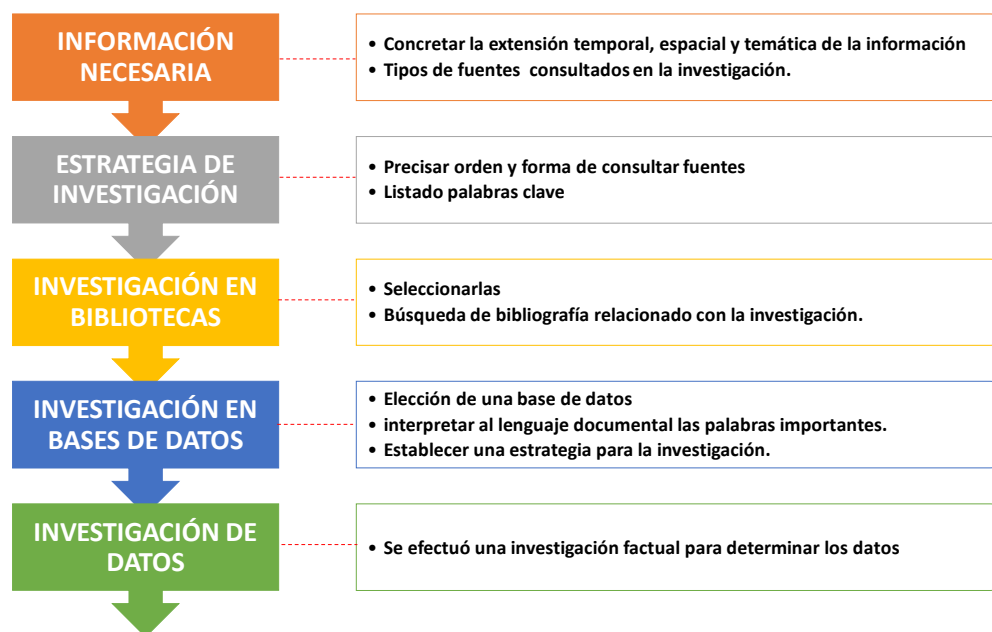 INFORMACIÓN
NECESARIA
• Concretar la extensión temporal, espacial y temática de la información
• Tipos de fuentes consultados en la investigación.
ESTRATEGIA DE
INVESTIGACIÓN
• Precisar orden y forma de consultar fuentes
• Listado palabras clave
INVESTIGACIÓN EN
BIBLIOTECAS
• Seleccionarlas
• Búsqueda de bibliografía relacionado con la investigación.
INVESTIGACIÓN EN
BASES DE DATOS
• Elección de una base de datos
• interpretar al lenguaje documental las palabras importantes.
• Establecer una estrategia para la investigación.
INVESTIGACIÓN DE
DATOS
• Se efectuó una investigación factual para determinar los datos